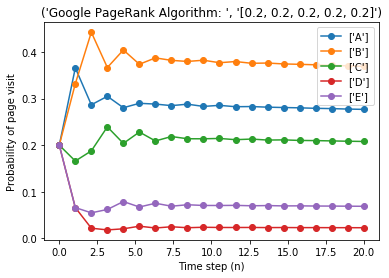 ('Google PageRank Algorithm: ', '[0.2, 0.2, 0.2, 0.2, 0.2]')
['A']
['B']
['C']
['D']
['E']
Probability of page visit
0.4
0.3
0.2
0.1
0.0
0.0 2.5 5.0 7.5 10.0 12.5 15.0 17.5 20.0
Time step (n)